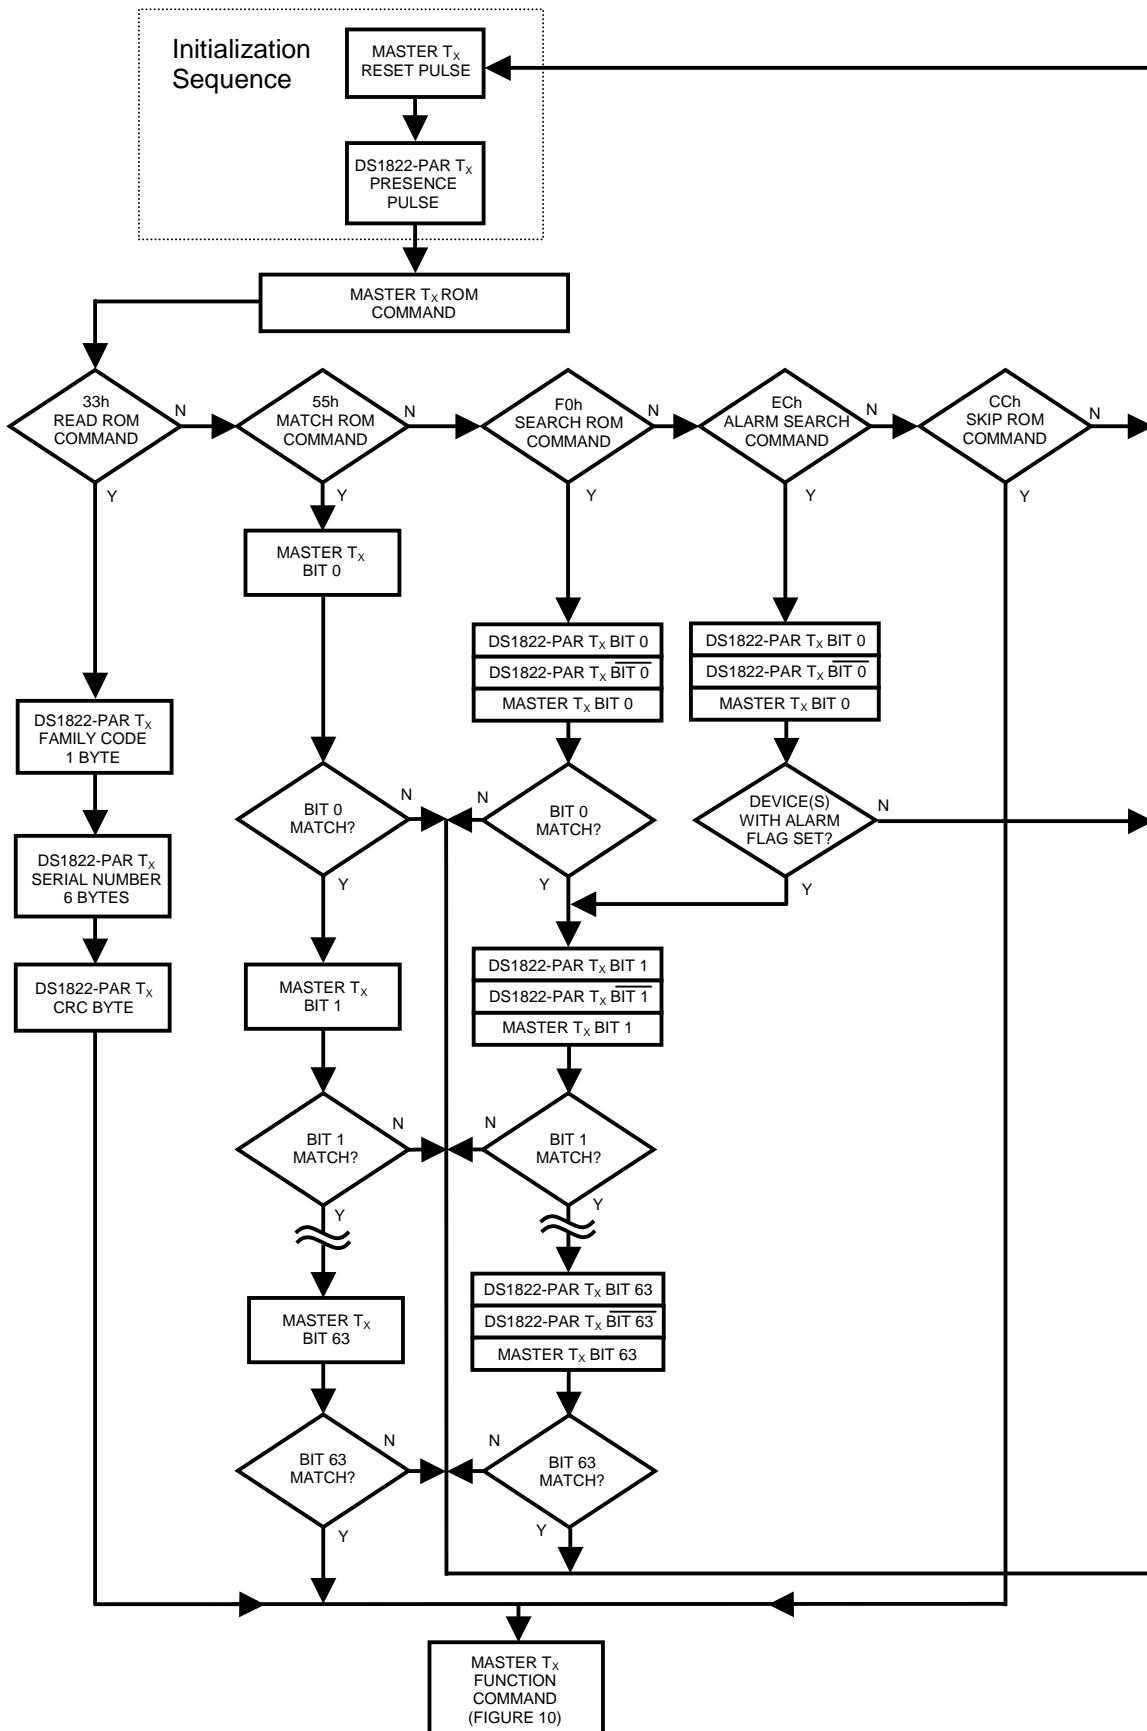 Initialization
Sequence
MASTER TX
RESET PULSE
DS1822-PAR TX
PRESENCE
PULSE
MASTER TX ROM
COMMAND
33h
READ ROM
COMMAND
N
Y
55h
MATCH ROM
COMMAND
N
Y
F0h
SEARCH ROM
COMMAND
N
Y
ECh
ALARM SEARCH
COMMAND
N
Y
CCh
SKIP ROM
COMMAND
N
Y
MASTER TX
BIT 0
DS1822-PAR TX BIT 0
DS1822-PAR TX BIT 0
MASTER TX BIT 0
DS1822-PAR TX BIT 0
DS1822-PAR TX BIT 0
MASTER TX BIT 0
DS1822-PAR TX
FAMILY CODE
1 BYTE
BIT 0
MATCH?
N
Y
BIT 0
MATCH?
N
Y
DEVICE(S)
WITH ALARM
FLAG SET?
N
Y
DS1822-PAR TX
SERIAL NUMBER
6 BYTES
DS1822-PAR TX
CRC BYTE
MASTER TX
BIT 1
DS1822-PAR TX BIT 1
DS1822-PAR TX BIT 1
MASTER TX BIT 1
BIT 1
MATCH?
N
Y
BIT 1
MATCH?
N
Y
MASTER TX
BIT 63
DS1822-PAR TX BIT 63
DS1822-PAR TX BIT 63
MASTER TX BIT 63
BIT 63
MATCH?
N
Y
BIT 63
MATCH?
N
Y
MASTER TX
FUNCTION
COMMAND
(FIGURE 10)